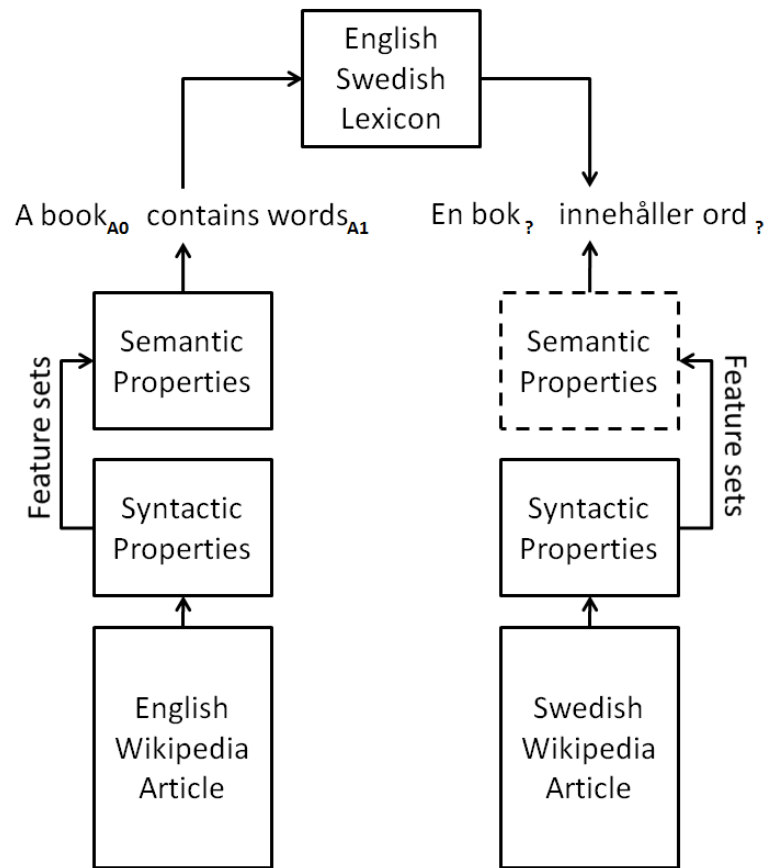 English
Swedish
Lexicon
A book A0 contains words A1
En bok ? innehåller ord ?
Semantic
Properties
Semantic
Properties
Feature sets
Feature sets
Syntactic
Properties
Syntactic
Properties
English
Wikipedia
Article
Swedish
Wikipedia
Article